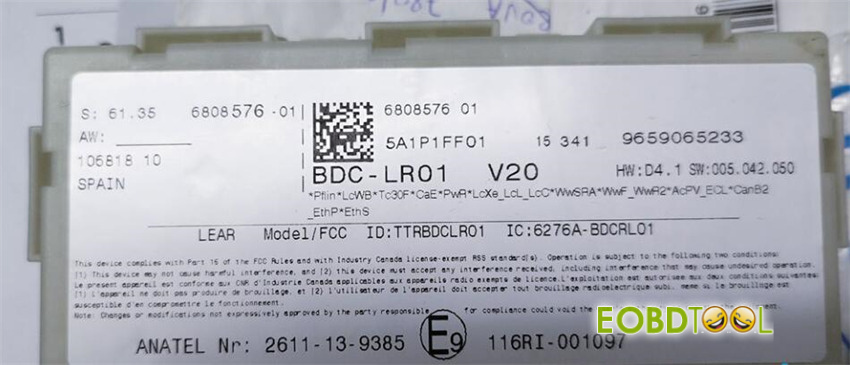 S: 61.35 6808576 -01 6808576 01
AW:
5A1P1FF01 15 341 9659065233
106818 10
BDC-LR01 V20 HW:D4.1 SW:005.042.050
SPAIN
*Pflin*LcWB*Tc30F*CaE*PwR*LcXe_LcL_LcC*WwSRA*WwF_WwR2*AcPV_ECL*CanB2
_EthP*EthS
LEAR Model/FCC ID:TTRBDCLR01 IC:6276A-BDCRL01
This device complies with Part 15 of the FCC Rules and with Industry Canada license-exempt RSS standard(s). Operation is subject to the following two conditions:
(1) This device may not cause harmful interference, and (2) this device must accept any interference received, including interference that may cause undesired operation.
Le present appareil est conforme aux CNR d'Industrie Canada applicables aux appareils radio exempts de licence. L'exploitation est autorisee aux deux conditions suivantes:
(1) l'appareil ne doit pas produire de brouillage, et (2) l'utilisateur de l'appareil doit accepter tout brouillage radioelectrique subi, meme si le brouillage est
susceptible d'en compromettre le fonctionnement.
Note: Changes or modifications not expressively approved by the party responsible for compliance could void the
ANATEL Nr: 2611-13-9385 E9 116RI-001097
EOBDTOOL